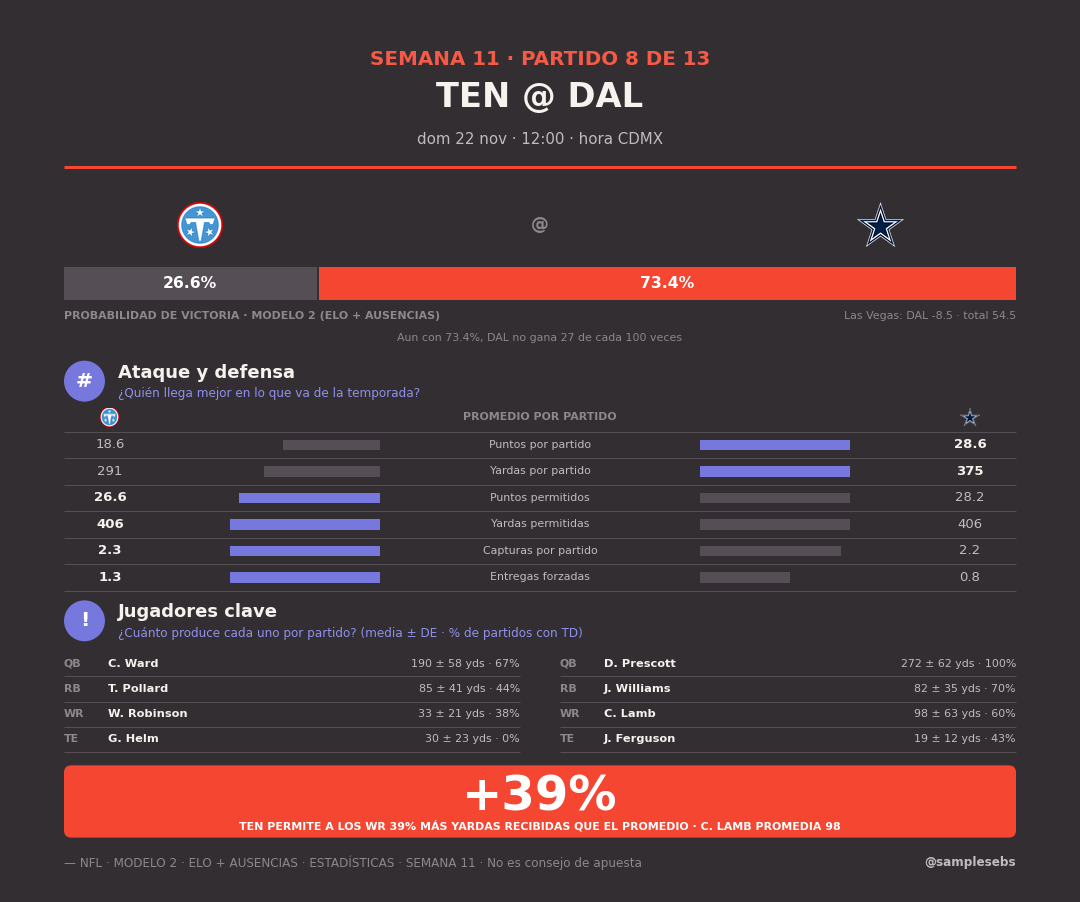 SEMANA 11 · PARTIDO 8 DE 13
TEN @ DAL
dom 22 nov · 12:00 · hora CDMX
@
26.6% 73.4%
PROBABILIDAD DE VICTORIA · MODELO 2 (ELO + AUSENCIAS) Las Vegas: DAL -8.5 · total 54.5
Aun con 73.4%, DAL no gana 27 de cada 100 veces
# Ataque y defensa
¿Quién llega mejor en lo que va de la temporada?
PROMEDIO POR PARTIDO
18.6 Puntos por partido 28.6
291 Yardas por partido 375
26.6 Puntos permitidos 28.2
406 Yardas permitidas 406
2.3 Capturas por partido 2.2
1.3 Entregas forzadas 0.8
! Jugadores clave
¿Cuánto produce cada uno por partido? (media ± DE · % de partidos con TD)
QB C. Ward 190 ± 58 yds · 67%
RB T. Pollard 85 ± 41 yds · 44%
WR W. Robinson 33 ± 21 yds · 38%
TE G. Helm 30 ± 23 yds · 0%
QB D. Prescott 272 ± 62 yds · 100%
RB J. Williams 82 ± 35 yds · 70%
WR C. Lamb 98 ± 63 yds · 60%
TE J. Ferguson 19 ± 12 yds · 43%
+39%
TEN PERMITE A LOS WR 39% MÁS YARDAS RECIBIDAS QUE EL PROMEDIO · C. LAMB PROMEDIA 98
— NFL · MODELO 2 · ELO + AUSENCIAS · ESTADÍSTICAS · SEMANA 11 · No es consejo de apuesta @samplesebs